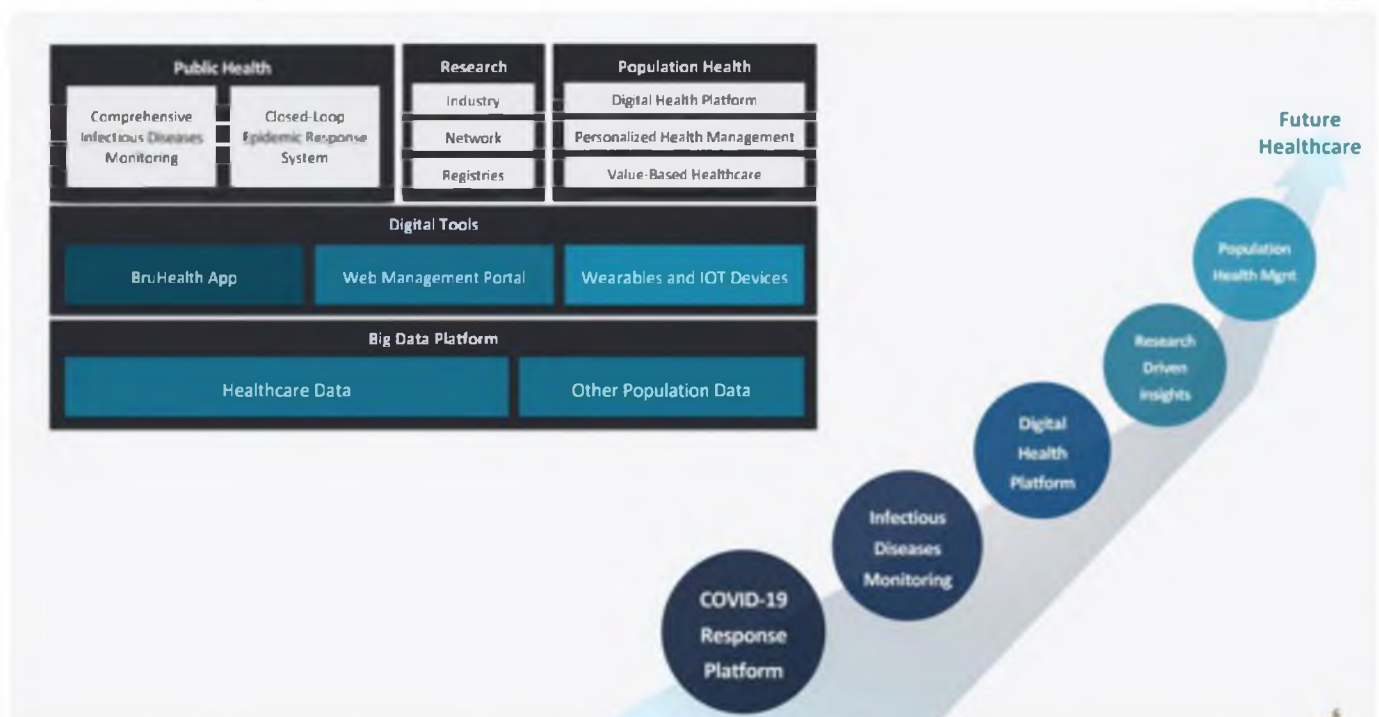 Public Health
Comprehensive
Infectious Diseases
Monitoring
Closed-Loop
Epidemic Response
System
Research
Industry
Network
Registries
Population Health
Digital Health Platform
Personalized Health Management
Value-Based Healthcare
Digital Tools
BruHealth App
Web Management Portal
Wearables and IOT Devices
Big Data Platform
Healthcare Data
Other Population Data
Future
Healthcare
Population
Health Mgnt
Research
Driven
insights
Digital
Health
Platform
Infectious
Diseases
Monitoring
COVID-19
Response
Platform